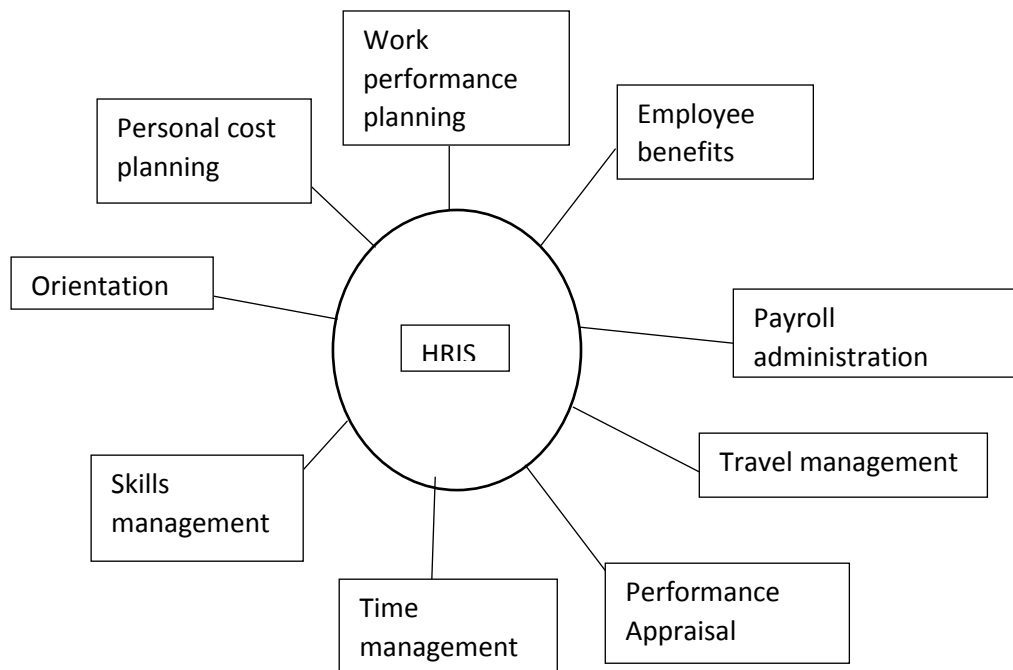 Work
performance
planning
Personal cost
planning
Employee
benefits
Orientation
HRIS
Payroll
administration
Travel management
Skills
management
Performance
Appraisal
Time
management